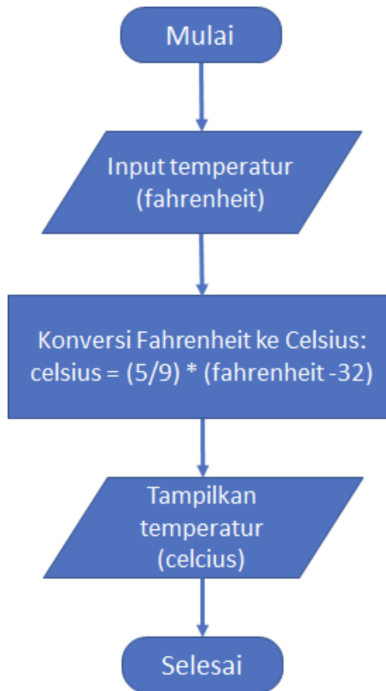 Mulai
Input temperatur
(fahrenheit)
Konversi Fahrenheit ke Celsius:
celsius = (5/9) * (fahrenheit -32)
Tampilkan
temperatur
(celcius)
Selesai